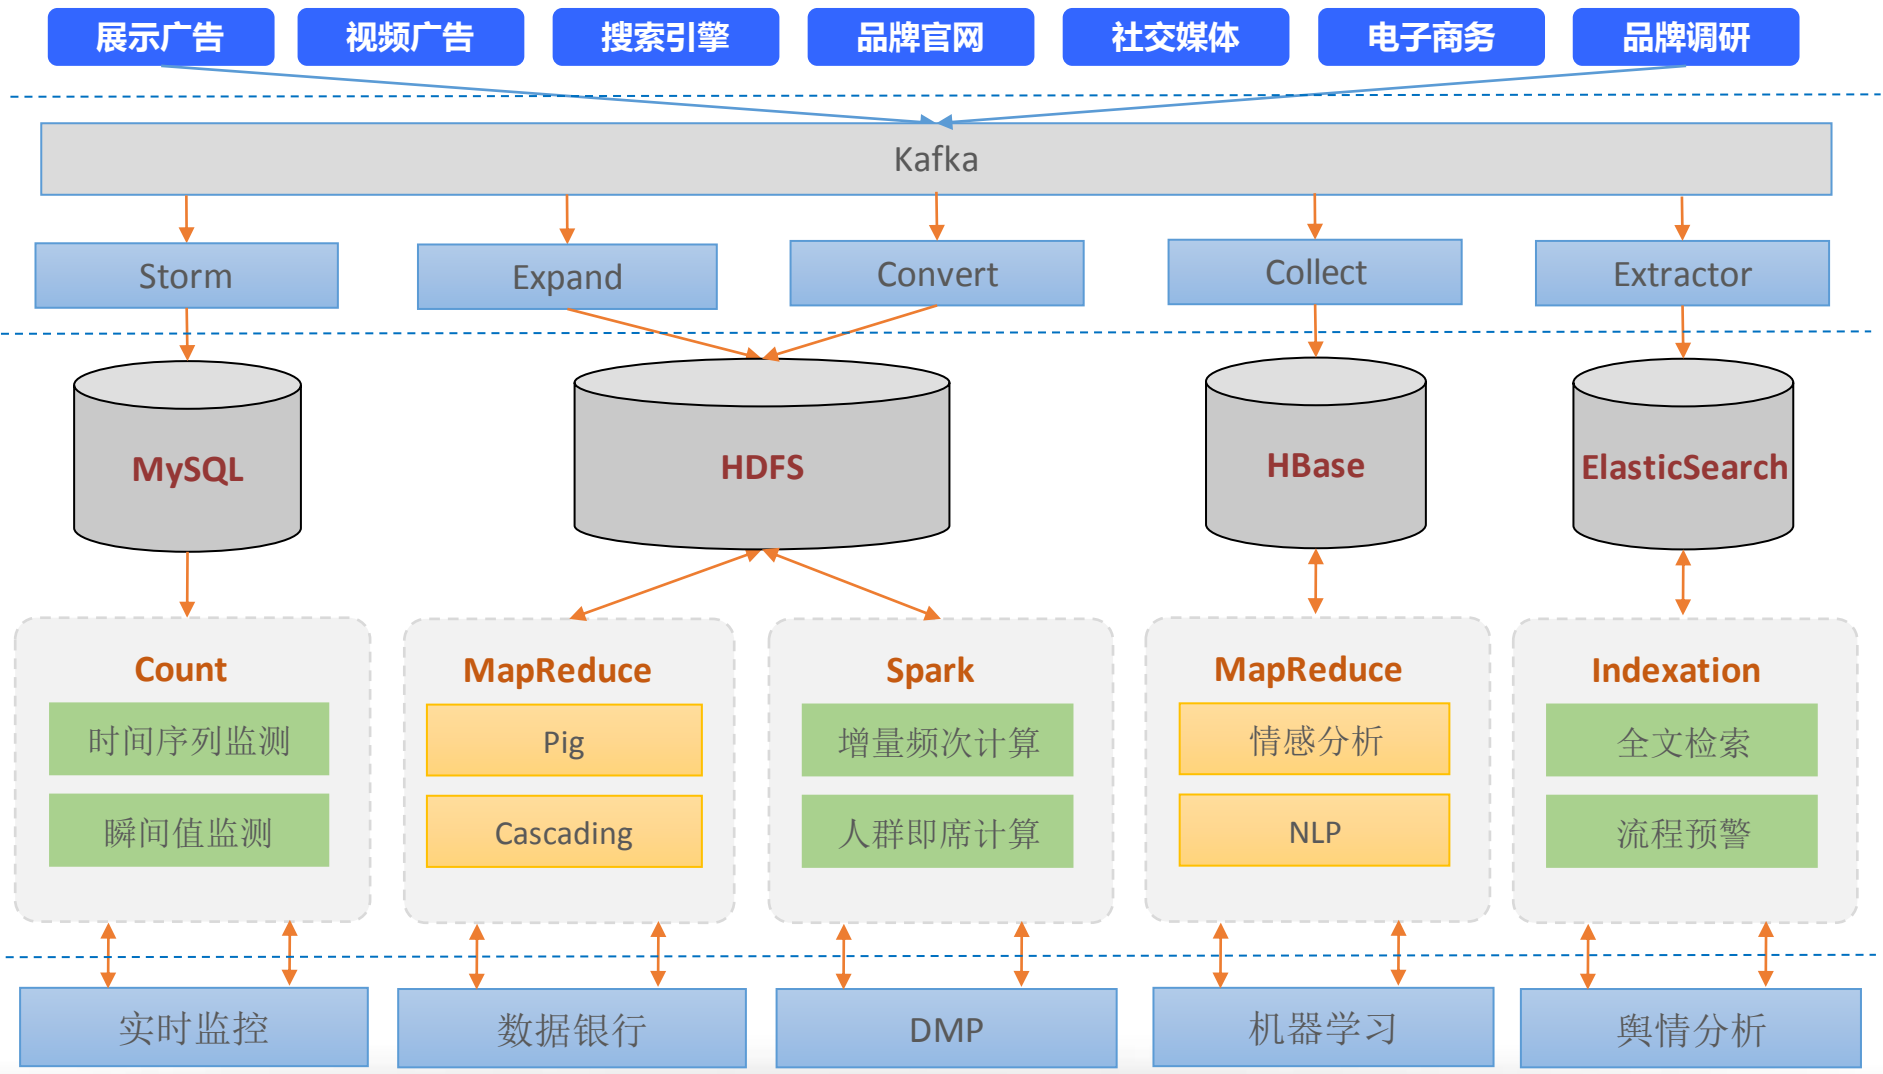 展示广告
视频广告
搜索引擎
品牌官网
社交媒体
电子商务
品牌调研
Kafka
Storm
Expand
Convert
Collect
Extractor
MySQL
HDFS
HBase
ElasticSearch
Count
时间序列监测
瞬间值监测
MapReduce
Pig
Cascading
Spark
增量频次计算
人群即席计算
MapReduce
情感分析
NLP
Indexation
全文检索
流程预警
实时监控
数据银行
DMP
机器学习
舆情分析